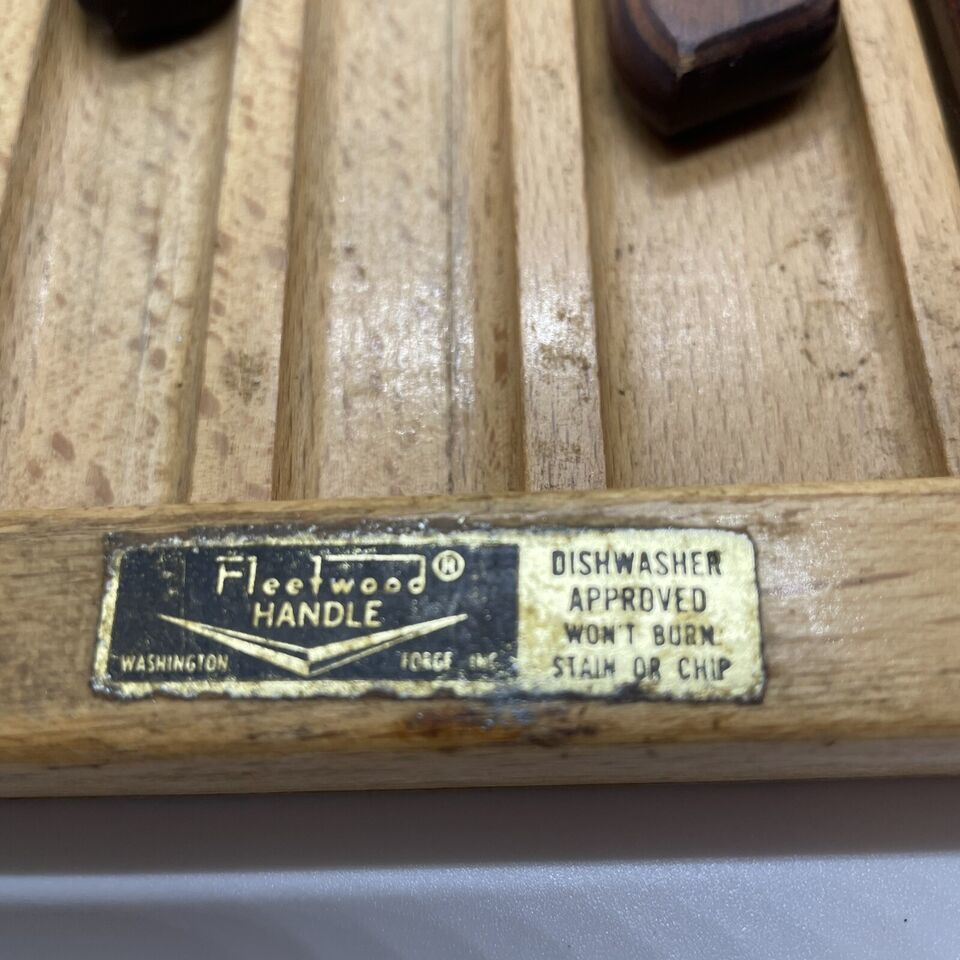 Fleetwood®
HANDLE
WASHINGTON FORGE INC.
DISHWASHER
APPROVED
WON'T BURN
STAIN OR CHIP